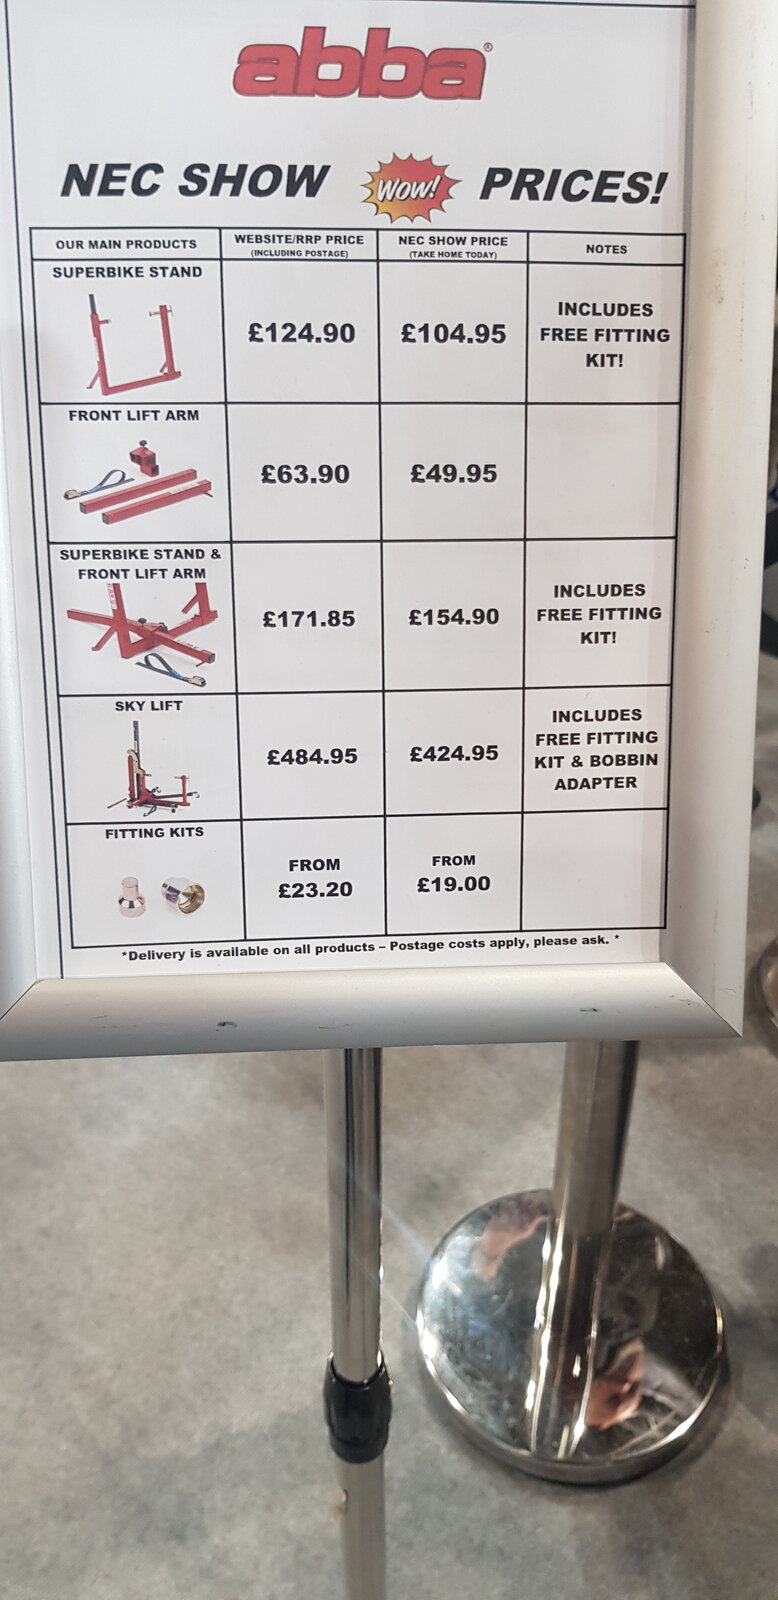 abba®
NEC SHOW WOW! PRICES!
OUR MAIN PRODUCTS
WEBSITE/RRP PRICE
(INCLUDING POSTAGE)
NEC SHOW PRICE
(TAKE HOME TODAY)
NOTES
SUPERBIKE STAND
£124.90
£104.95
INCLUDES
FREE FITTING
KIT!
FRONT LIFT ARM
£63.90
£49.95
SUPERBIKE STAND &
FRONT LIFT ARM
£171.85
£154.90
INCLUDES
FREE FITTING
KIT!
SKY LIFT
£484.95
£424.95
INCLUDES
FREE FITTING
KIT & BOBBIN
ADAPTER
FITTING KITS
FROM
£23.20
FROM
£19.00
*Delivery is available on all products – Postage costs apply, please ask. *